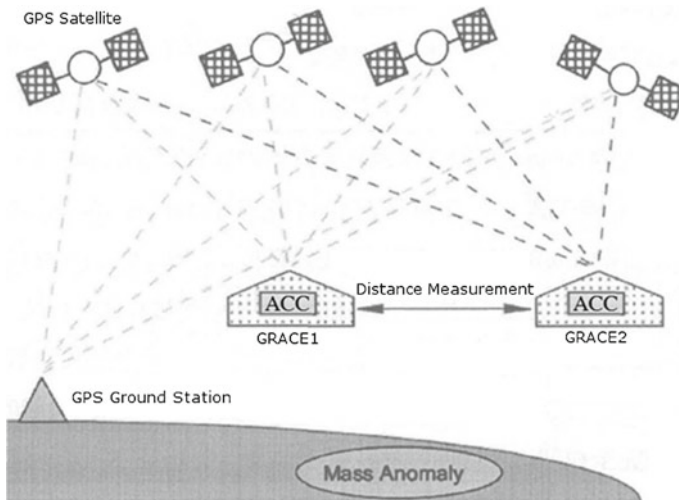 GPS Satellite
Distance Measurement
ACC
ACC
GRACE1
GRACE2
GPS Ground Station
Mass Anomaly